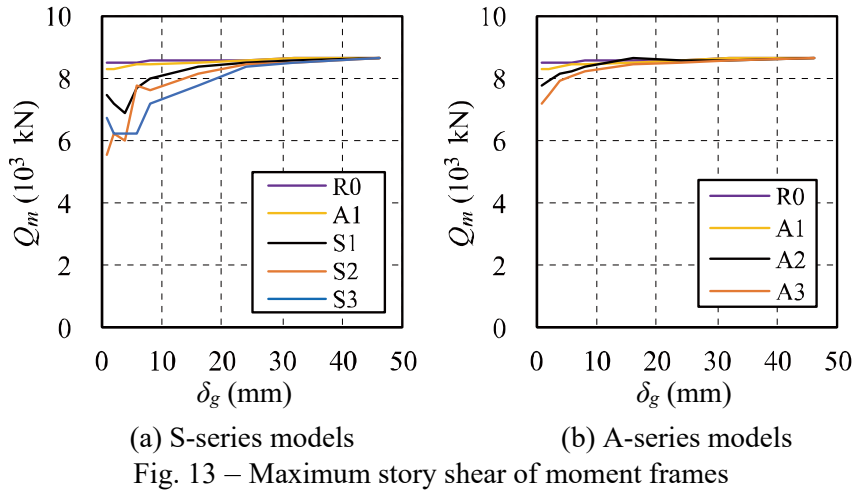 10
8
6
4
2
0
Qm (10³ kN)
R0
A1
S1
S2
S3
0 10 20 30 40 50
δg (mm)
(a) S-series models
10
8
6
4
2
0
Qm (10³ kN)
R0
A1
A2
A3
0 10 20 30 40 50
δg (mm)
(b) A-series models
Fig. 13 – Maximum story shear of moment frames